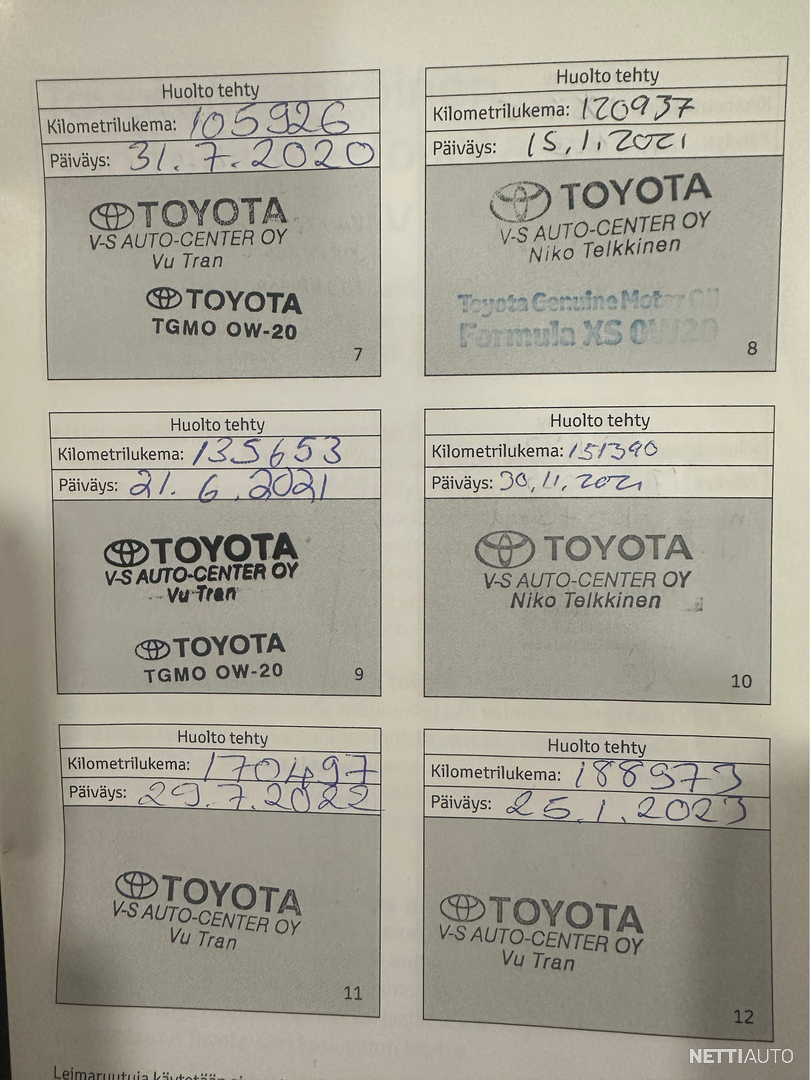 Huolto tehty
Kilometrilukema: 105926
Päiväys: 31.7.2020
TOYOTA
V-S AUTO-CENTER OY
Vu Tran
TOYOTA
TGMO 0W-20
7
Huolto tehty
Kilometrilukema: 120937
Päiväys: 15.1.2021
TOYOTA
V-S AUTO-CENTER OY
Niko Telkkinen
Toyota Genuine Motor Oil
Formula XS 0W20
8
Huolto tehty
Kilometrilukema: 135653
Päiväys: 21.6.2021
TOYOTA
V-S AUTO-CENTER OY
Vu Tran
TOYOTA
TGMO 0W-20
9
Huolto tehty
Kilometrilukema: 151390
Päiväys: 30.11.2021
TOYOTA
V-S AUTO-CENTER OY
Niko Telkkinen
10
Huolto tehty
Kilometrilukema: 170497
Päiväys: 29.7.2022
TOYOTA
V-S AUTO-CENTER OY
Vu Tran
11
Huolto tehty
Kilometrilukema: 188973
Päiväys: 25.1.2023
TOYOTA
V-S AUTO-CENTER OY
Vu Tran
12
Leimaruutuja käytetään
NETTIAUTO